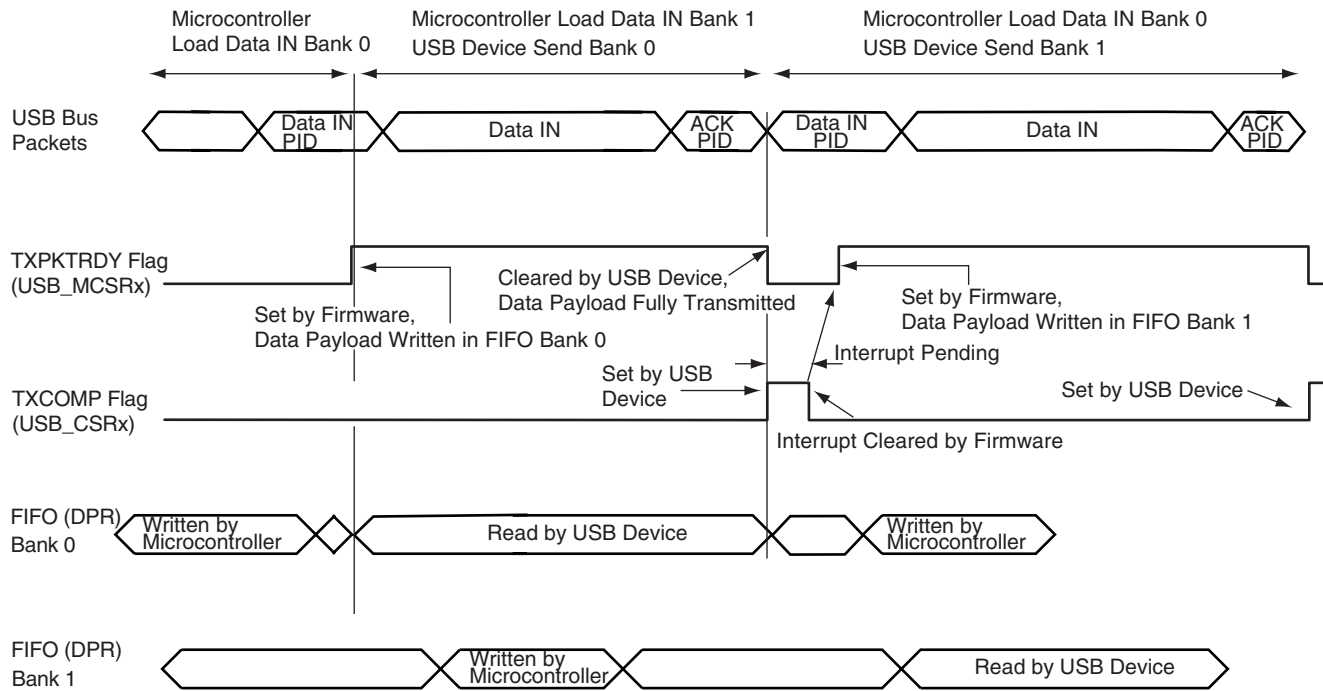 Microcontroller
Load Data IN Bank 0
Microcontroller Load Data IN Bank 1
USB Device Send Bank 0
Microcontroller Load Data IN Bank 0
USB Device Send Bank 1
USB Bus
Packets
Data IN
PID
Data IN
ACK
PID
Data IN
PID
Data IN
ACK
PID
TXPKTRDY Flag
(USB_MCSRx)
Set by Firmware,
Data Payload Written in FIFO Bank 0
Cleared by USB Device,
Data Payload Fully Transmitted
Set by Firmware,
Data Payload Written in FIFO Bank 1
Interrupt Pending
TXCOMP Flag
(USB_CSRx)
Set by USB
Device
Set by USB Device
Interrupt Cleared by Firmware
FIFO (DPR)
Bank 0
Written by
Microcontroller
Read by USB Device
Written by
Microcontroller
FIFO (DPR)
Bank 1
Written by
Microcontroller
Read by USB Device